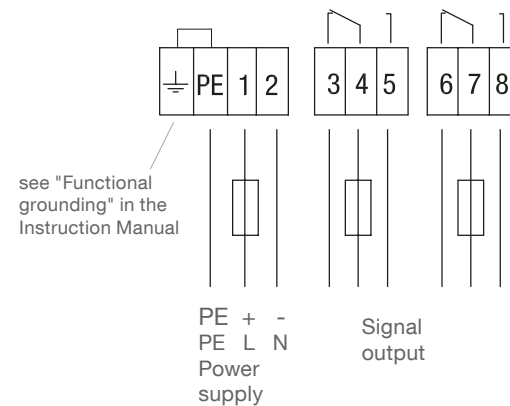 PE 1 2
3 4 5
6 7 8
see "Functional
grounding" in the
Instruction Manual
PE + -
PE L N
Power
supply
Signal
output